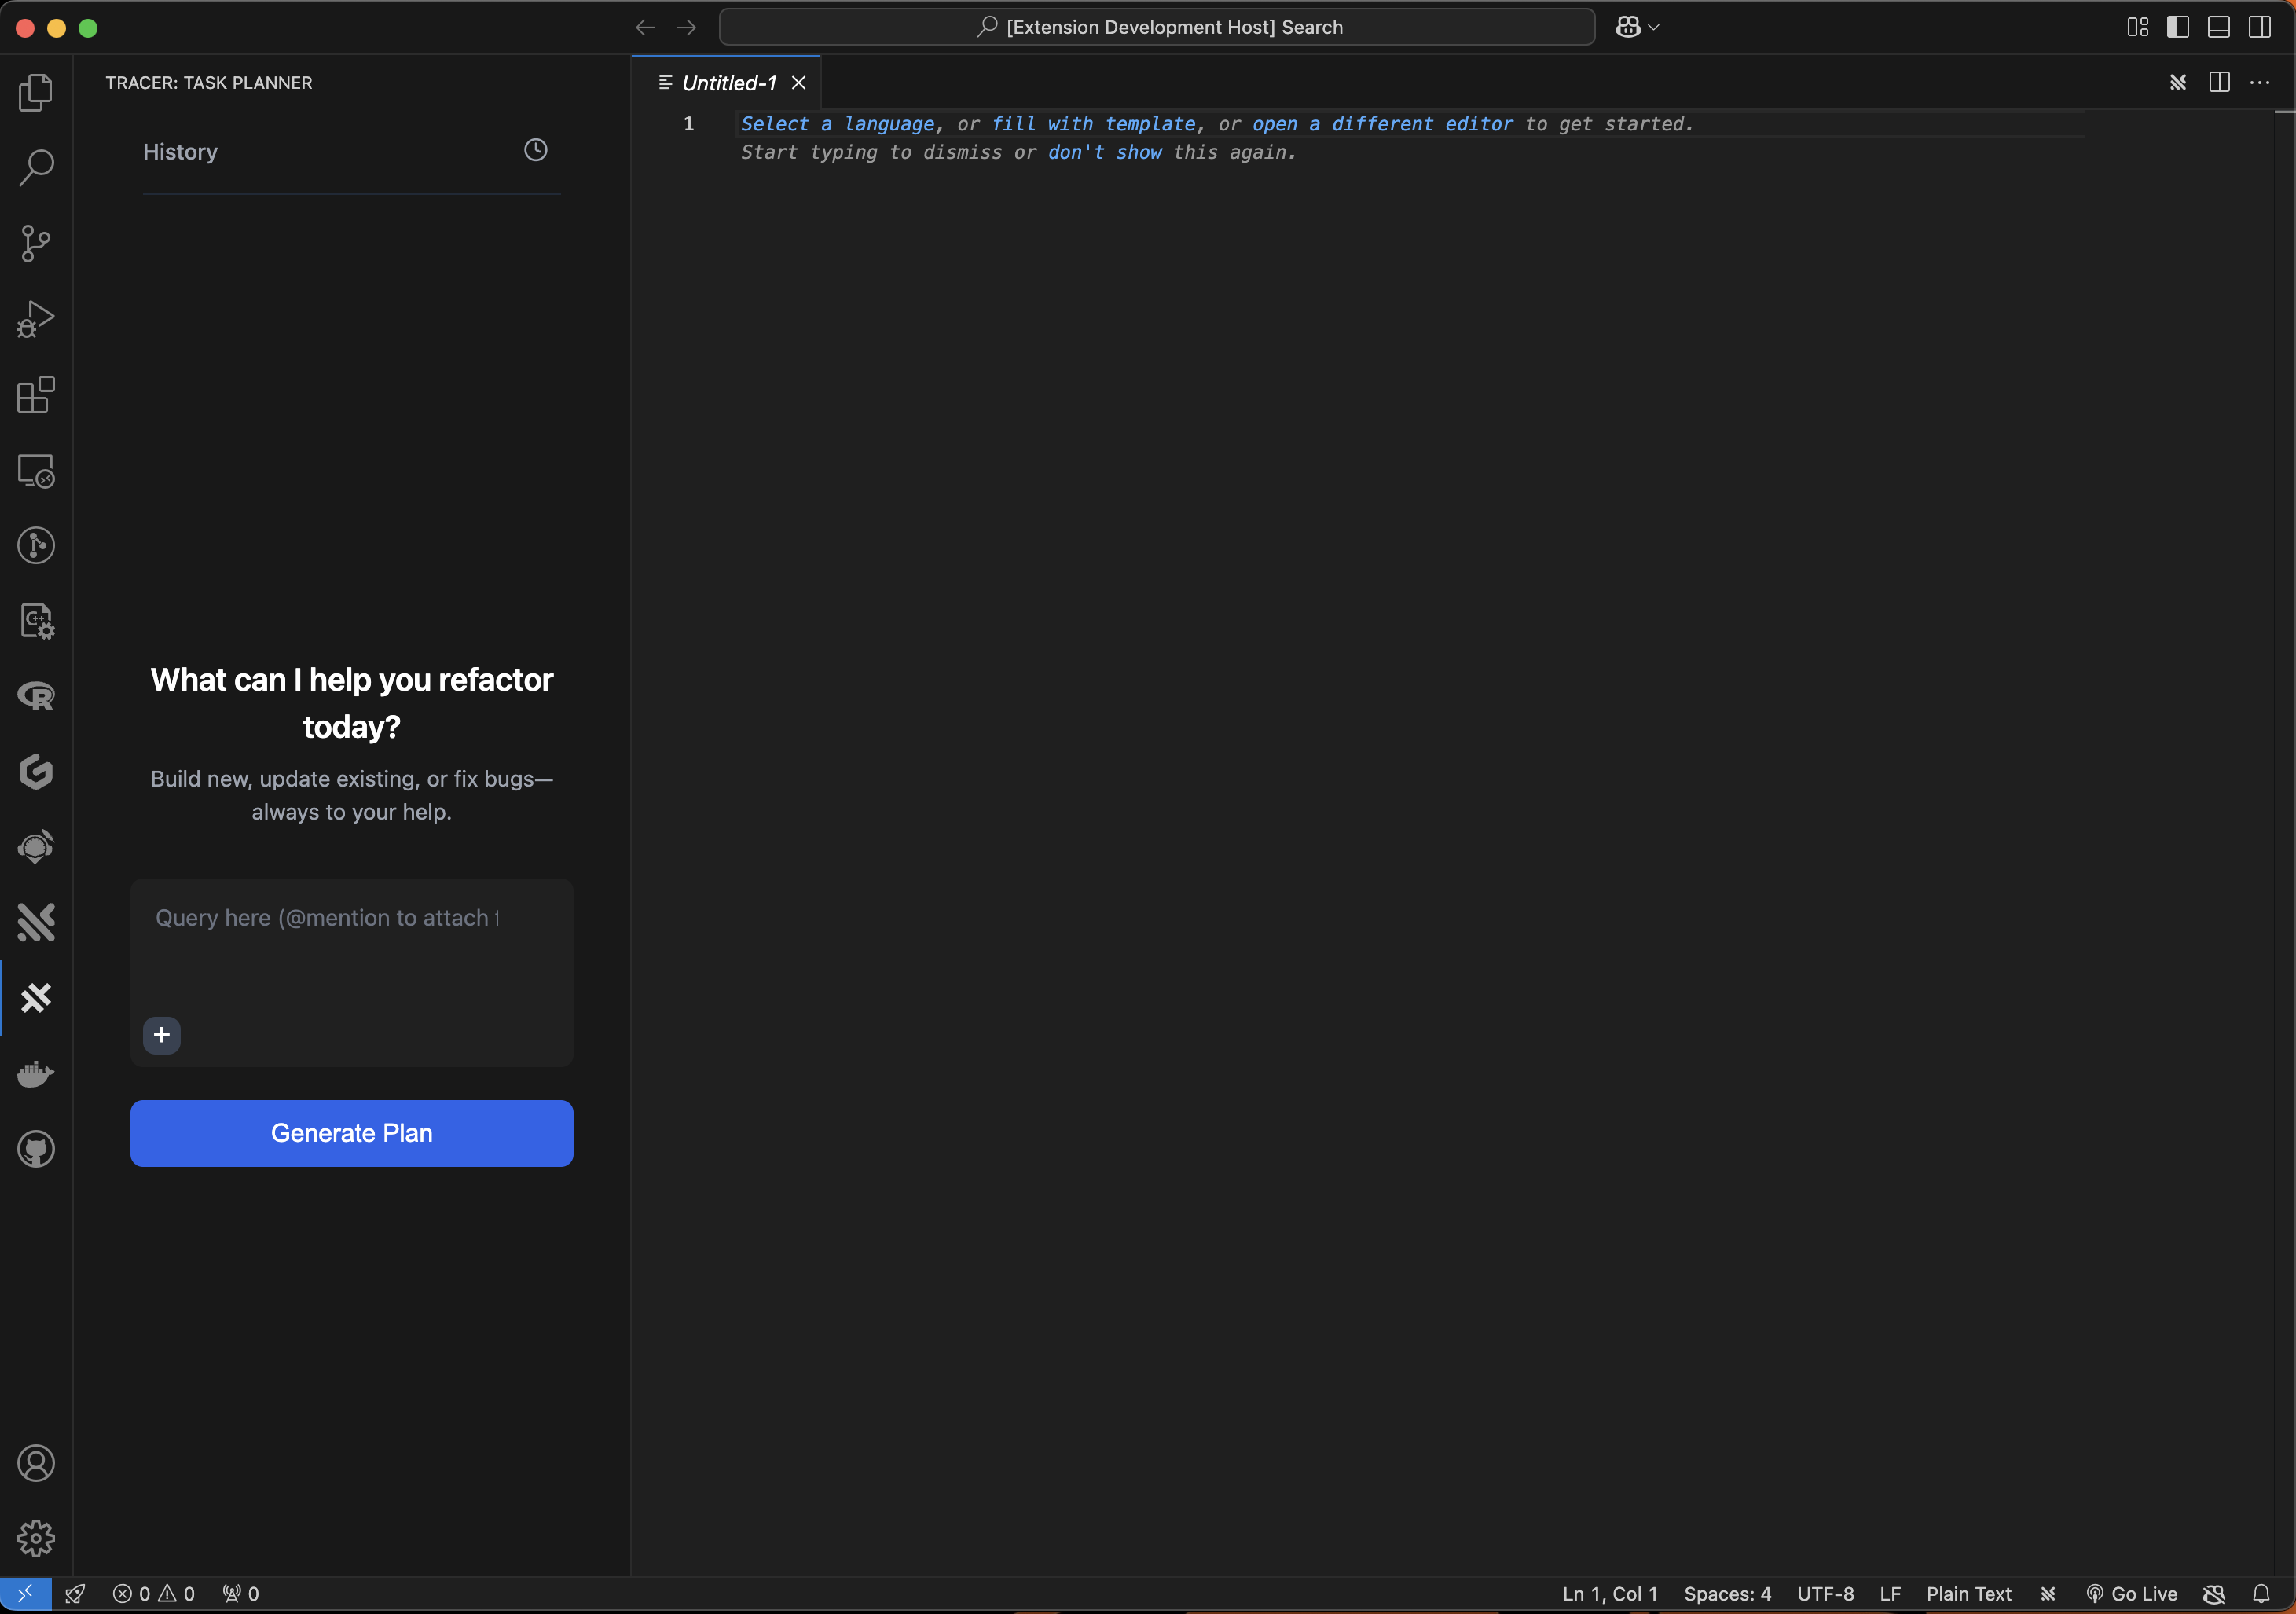 [Extension Development Host] Search
TRACER: TASK PLANNER
Untitled-1
History
1
Select a language, or fill with template, or open a different editor to get started.
Start typing to dismiss or don't show this again.
What can I help you refactor
today?
Build new, update existing, or fix bugs—
always to your help.
Query here (@mention to attach
Generate Plan
0 0 0
Ln 1, Col 1 Spaces: 4 UTF-8 LF Plain Text Go Live